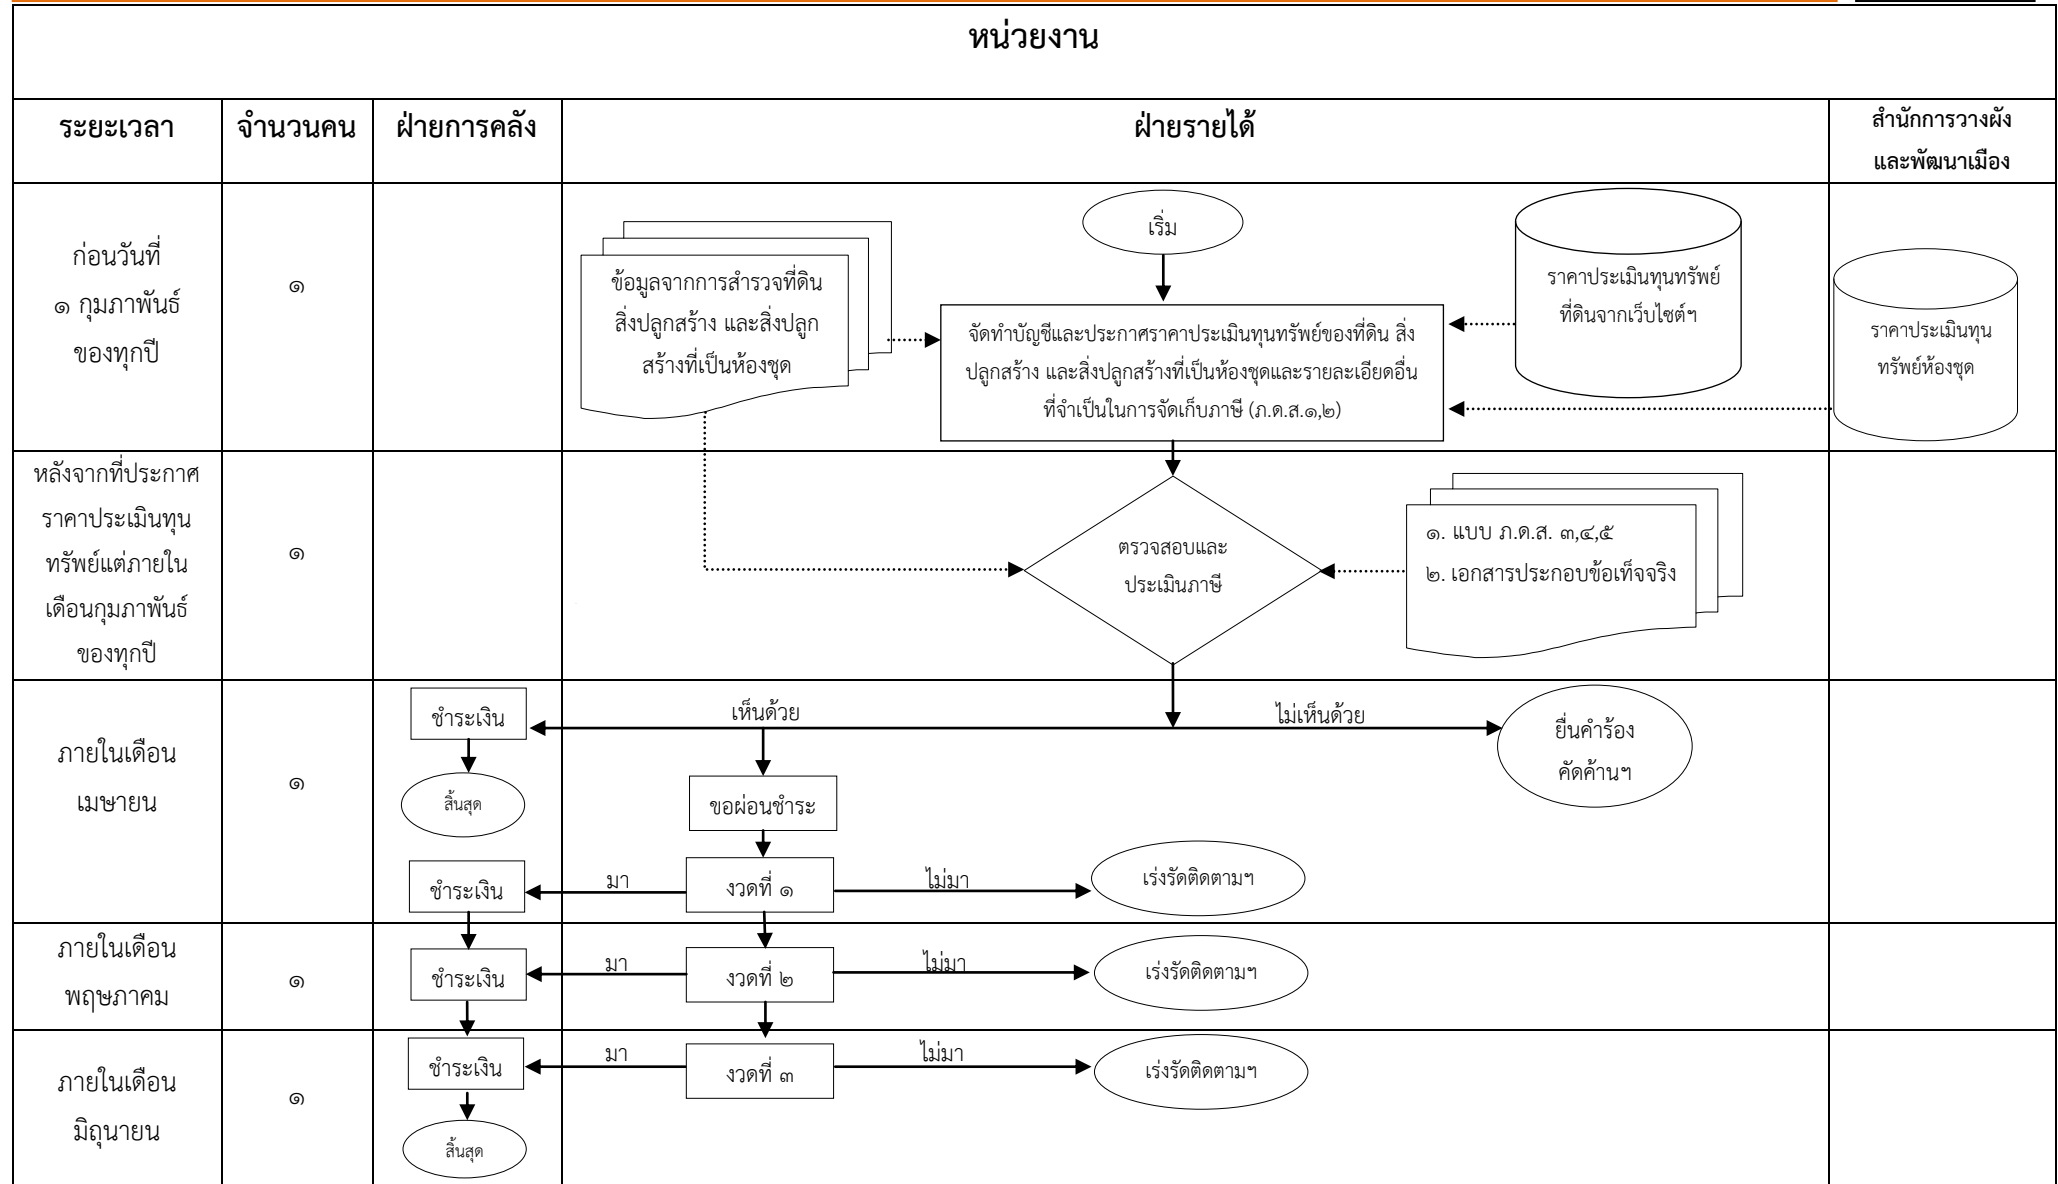 หน่วยงาน
ระยะเวลา
จำนวนคน
ฝ่ายการคลัง
ฝ่ายรายได้
สำนักการวางผัง
และพัฒนาเมือง
ก่อนวันที่
๑ กุมภาพันธ์
ของทุกปี
๑
ข้อมูลจากการสำรวจที่ดิน
สิ่งปลูกสร้าง และสิ่งปลูก
สร้างที่เป็นห้องชุด
เริ่ม
จัดทำบัญชีและประกาศราคาประเมินทุนทรัพย์ของที่ดิน สิ่ง
ปลูกสร้าง และสิ่งปลูกสร้างที่เป็นห้องชุดและรายละเอียดอื่น
ที่จำเป็นในการจัดเก็บภาษี (ภ.ด.ส.๑,๒)
ราคาประเมินทุนทรัพย์
ที่ดินจากเว็บไซต์ฯ
ราคาประเมินทุน
ทรัพย์ห้องชุด
หลังจากที่ประกาศ
ราคาประเมินทุน
ทรัพย์แต่ภายใน
เดือนกุมภาพันธ์
ของทุกปี
๑
ตรวจสอบและ
ประเมินภาษี
๑. แบบ ภ.ด.ส. ๓,๔,๕
๒. เอกสารประกอบข้อเท็จจริง
ภายในเดือน
เมษายน
๑
ชำระเงิน
เห็นด้วย
ไม่เห็นด้วย
ยื่นคำร้อง
คัดค้านฯ
สิ้นสุด
ขอผ่อนชำระ
ชำระเงิน
มา
งวดที่ ๑
ไม่มา
เร่งรัดติดตามฯ
ภายในเดือน
พฤษภาคม
๑
ชำระเงิน
มา
งวดที่ ๒
ไม่มา
เร่งรัดติดตามฯ
ภายในเดือน
มิถุนายน
๑
ชำระเงิน
มา
งวดที่ ๓
ไม่มา
เร่งรัดติดตามฯ
สิ้นสุด